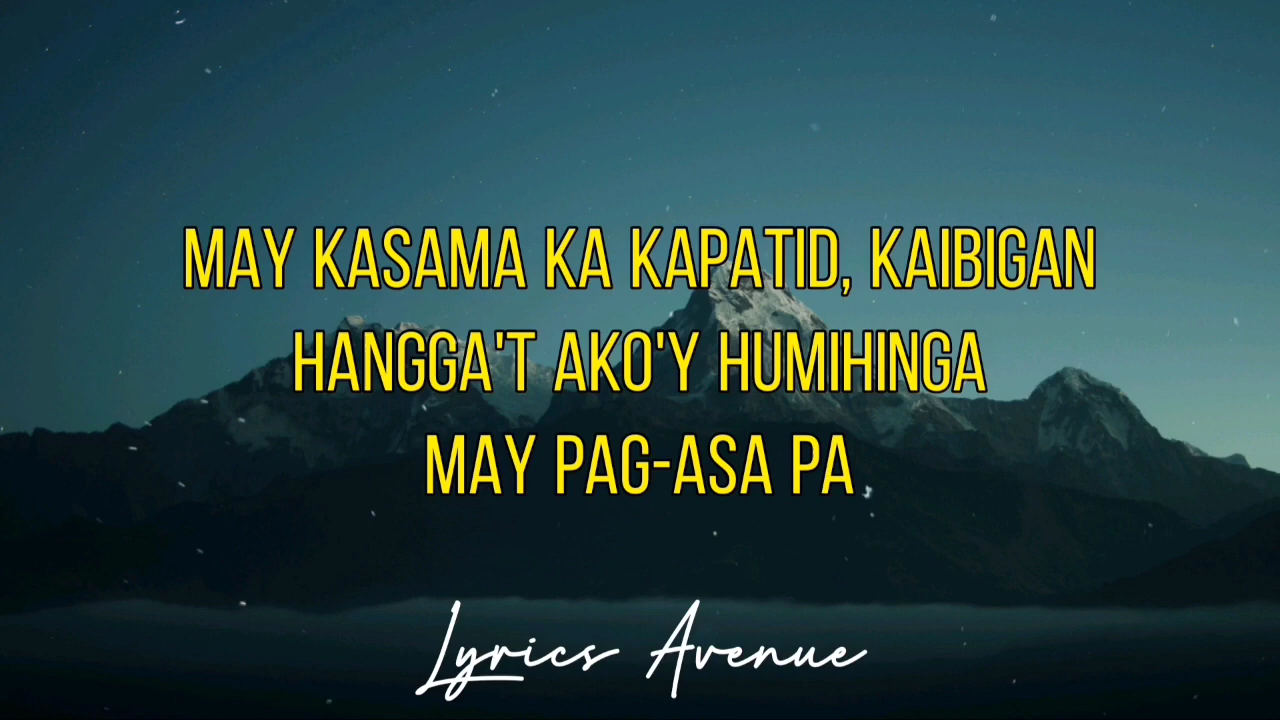 MAY KASAMA KA KAPATID, KAIBIGAN
HANGGA'T AKO'Y HUMIHINGA
MAY PAG-ASA PA
Lyrics Avenue